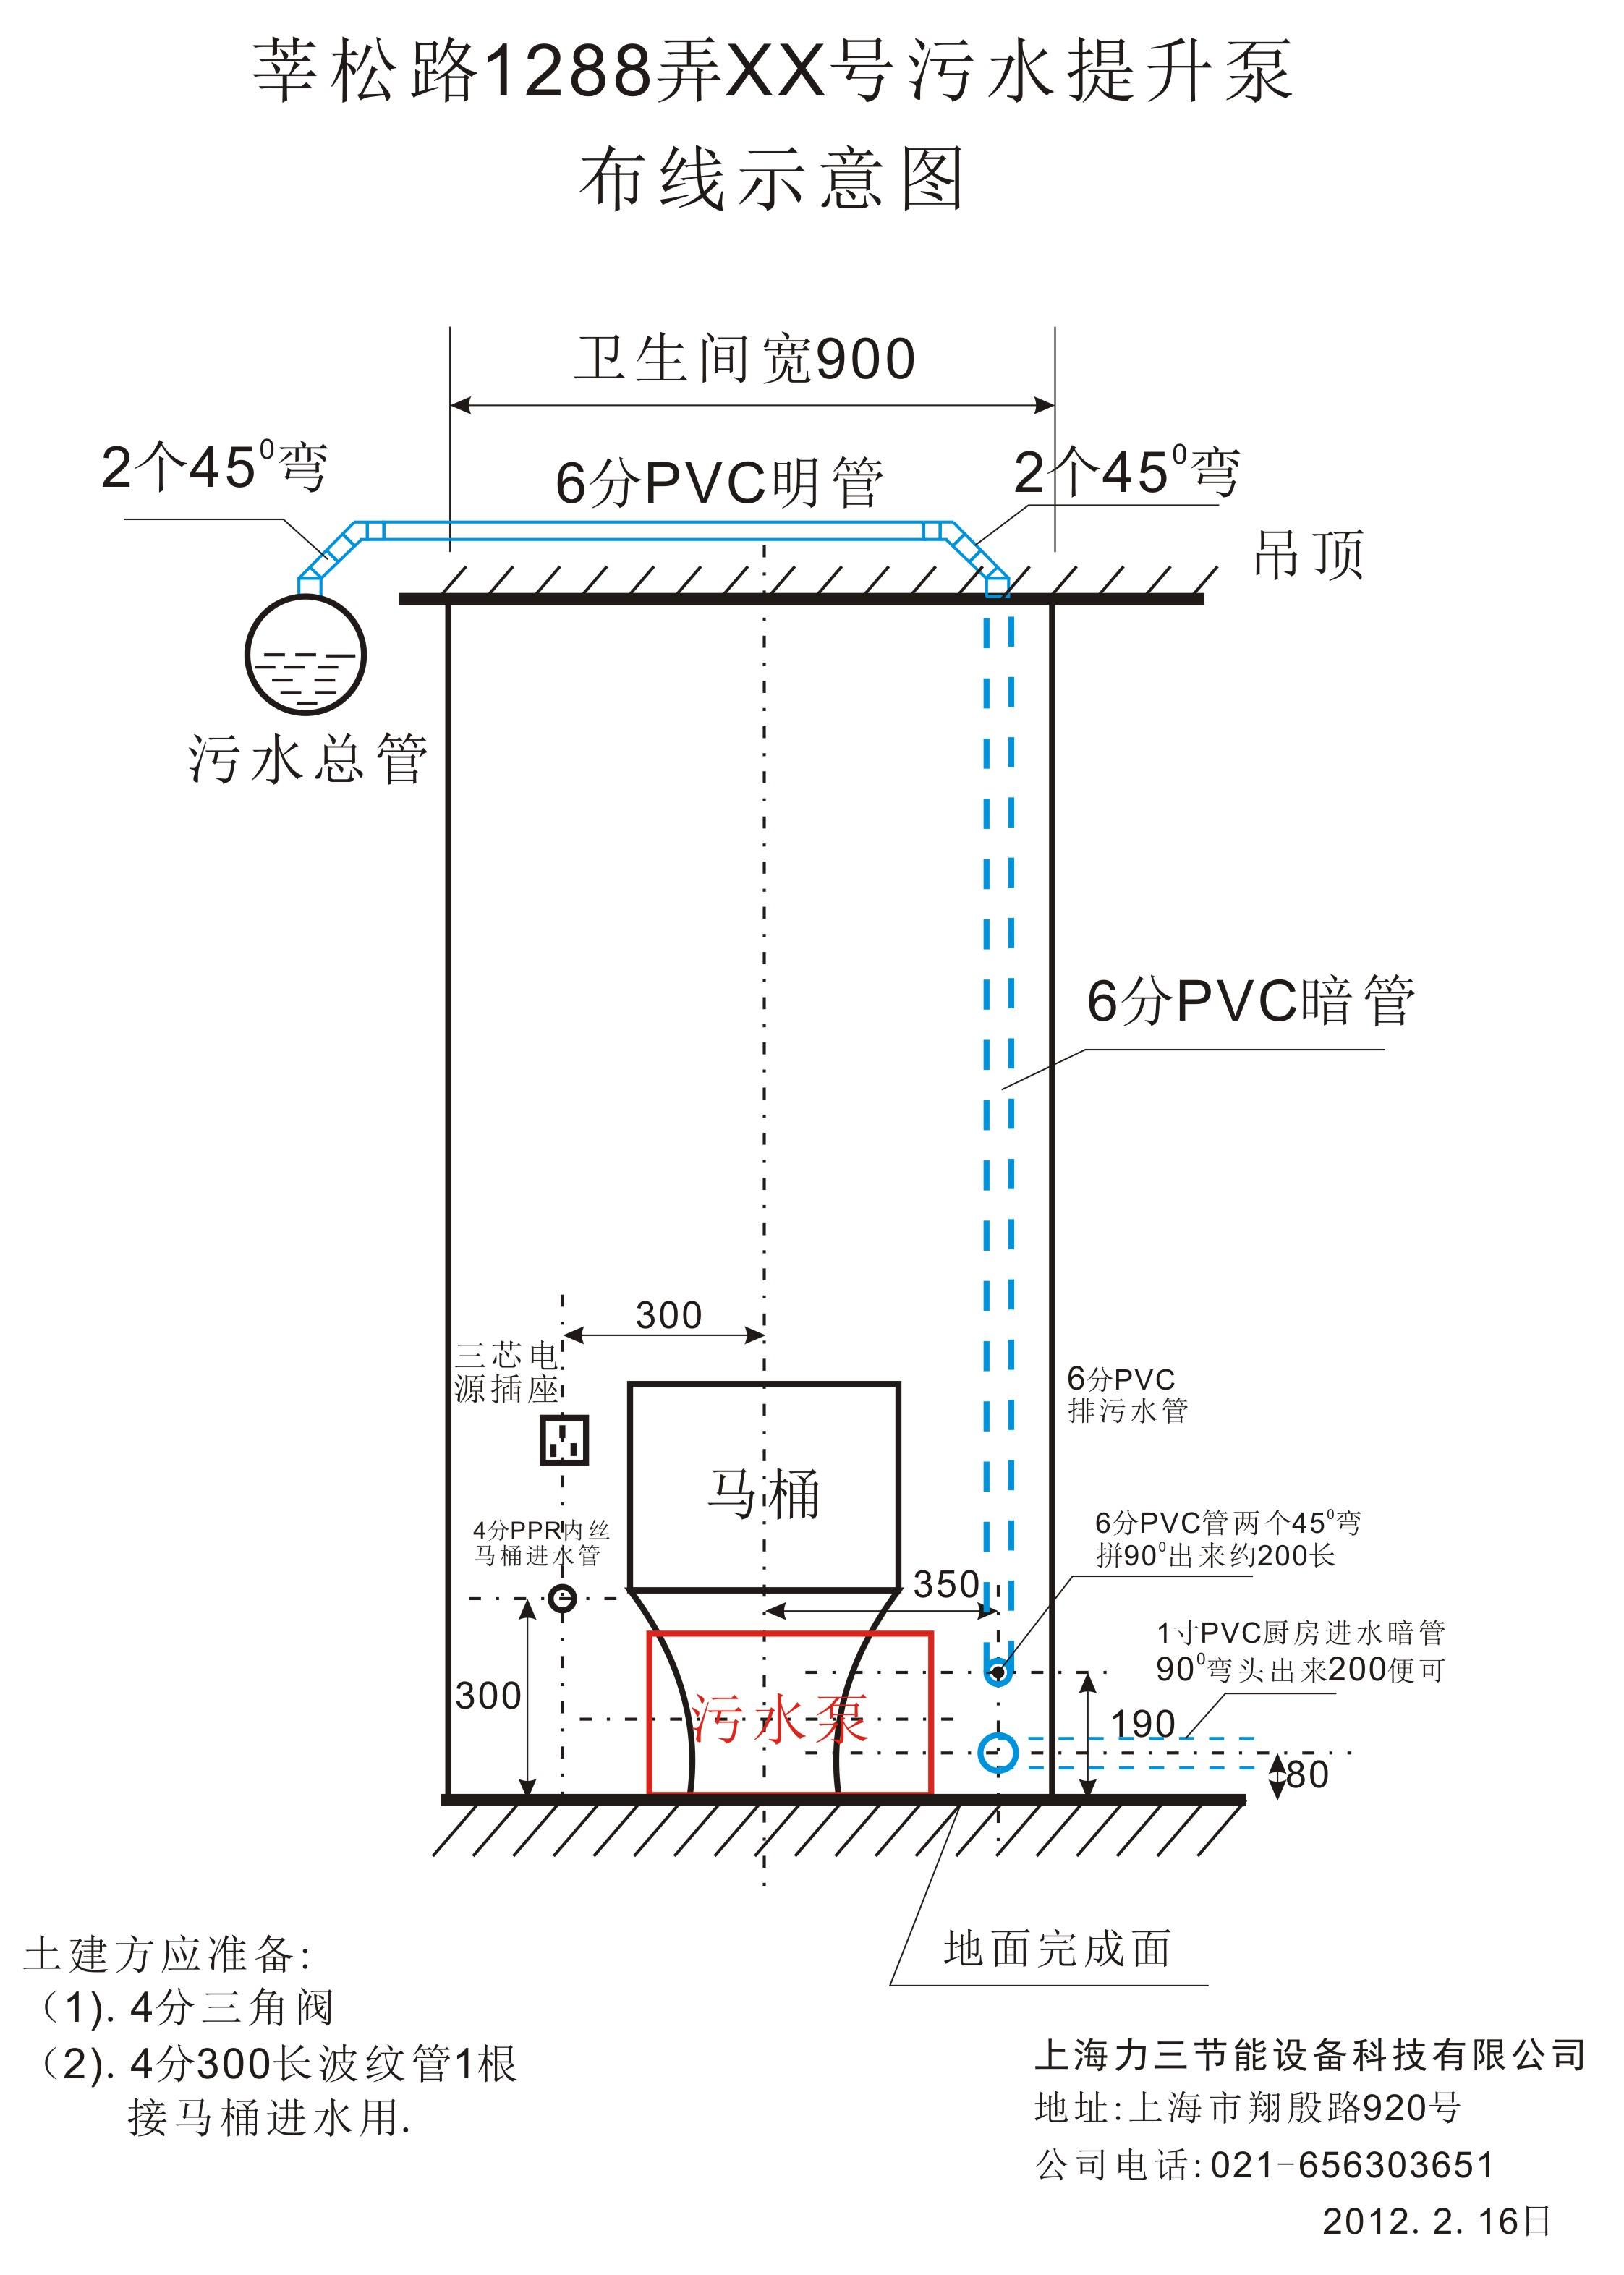 莘松路1288弄XX号污水提升泵
布线示意图
卫生间宽900
2个45⁰弯
6分PVC明管
2个45⁰弯
吊顶
污水总管
6分PVC暗管
300
三芯电
源插座
6分PVC
排污水管
马桶
4分PPR内丝
马桶进水管
6分PVC管两个45⁰弯
拼90⁰出来约200长
350
1寸PVC厨房进水暗管
90⁰弯头出来200便可
300
污水泵
190
80
地面完成面
土建方应准备:
(1). 4分三角阀
(2). 4分300长波纹管1根
接马桶进水用.
上海力三节能设备科技有限公司
地址:上海市翔殷路920号
公司电话:021-656303651
2012. 2. 16日